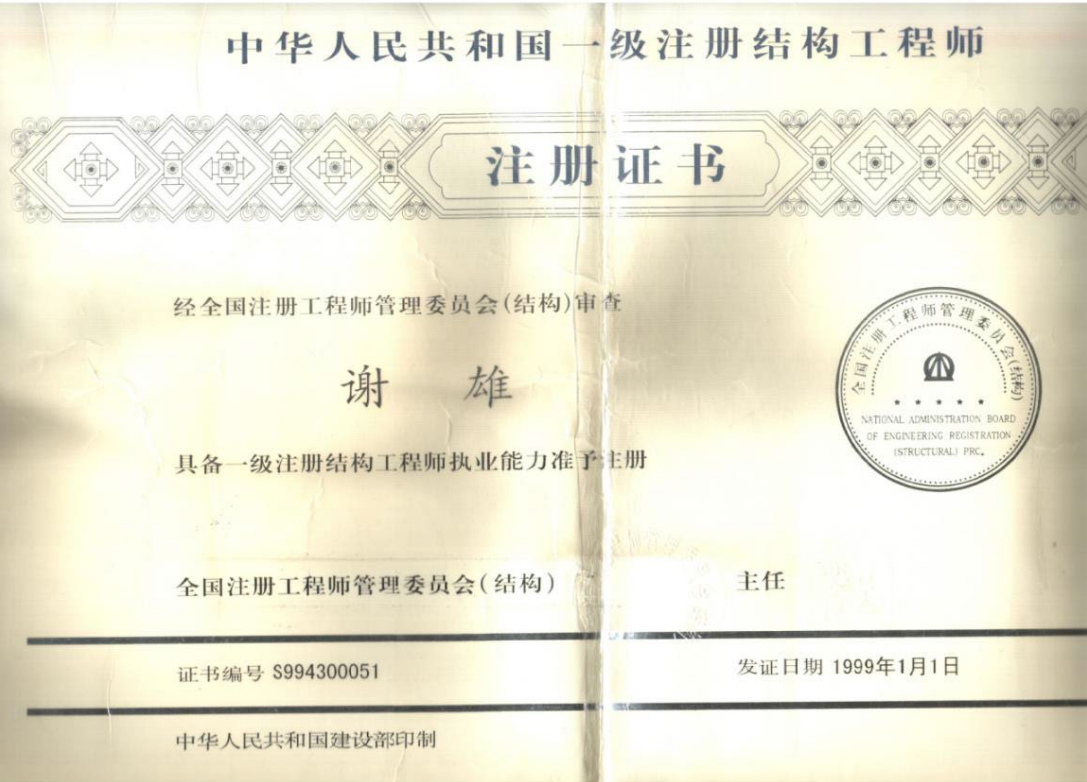 中华人民共和国一级注册结构工程师
注册证书
经全国注册工程师管理委员会(结构)审查
谢 雄
具备一级注册结构工程师执业能力准予注册
全国注册工程师管理委员会(结构)
NATIONAL ADMINISTRATION BOARD
OF ENGINEERING REGISTRATION
(STRUCTURAL) PRC.
全国注册工程师管理委员会(结构) 主任
证书编号 S994300051 发证日期 1999年1月1日
中华人民共和国建设部印制